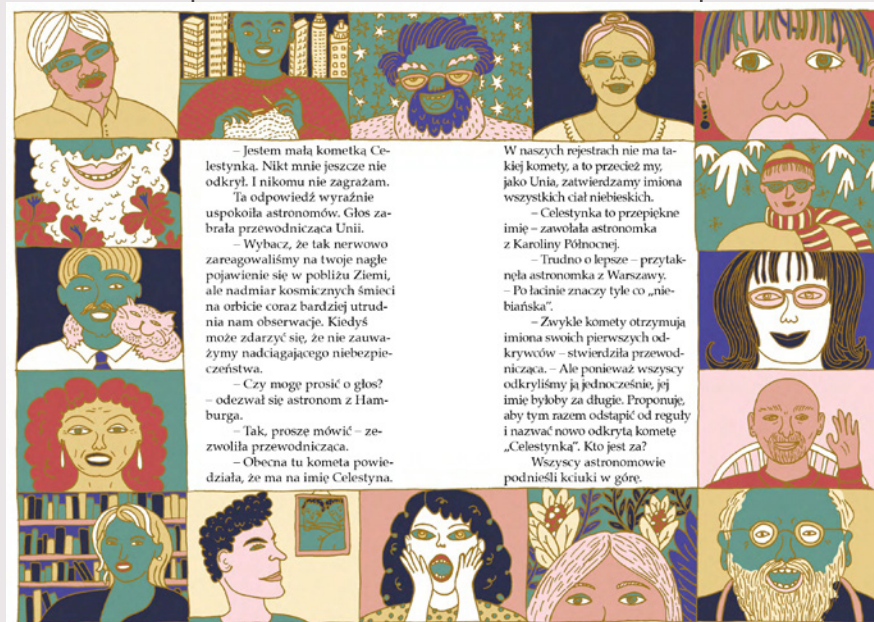 – Jestem małą kometką Ce-
lestynką. Nikt mnie jeszcze nie
odkrył. I nikomu nie zagrażam.
Ta odpowiedź wyraźnie
uspokoiła astronomów. Głos za-
brała przewodnicząca Unii.
– Wybacz, że tak nerwowo
zareagowaliśmy na twoje nagłe
pojawienie się w pobliżu Ziemi,
ale nadmiar kosmicznych śmieci
na orbicie coraz bardziej utrud-
nia nam obserwacje. Kiedyś
może zdarzyć się, że nie zauwa-
żymy nadciągającego niebezpie-
czeństwa.
– Czy mogę prosić o głos?
– odezwał się astronom z Ham-
burga.
– Tak, proszę mówić – ze-
zwoliła przewodnicząca.
– Obecna tu kometa powie-
działa, że ma na imię Celestyna.
W naszych rejestrach nie ma ta-
kiej komety, a to przecież my,
jako Unia, zatwierdzamy imiona
wszystkich ciał niebieskich.
– Celestynka to przepiękne
imię – zawołała astronomka
z Karoliny Północnej.
– Trudno o lepsze – przytak-
nęła astronomka z Warszawy.
– Po łacinie znaczy tyle co „nie-
biańska”.
– Zwykle komety otrzymują
imiona swoich pierwszych od-
krywców – stwierdziła przewod-
nicząca. – Ale ponieważ wszyscy
odkryliśmy ją jednocześnie, jej
imię byłoby za długie. Proponuję,
aby tym razem odstąpić od reguły
i nazwać nowo odkrytą kometę
„Celestynką”. Kto jest za?
Wszyscy astronomowie
podnieśli kciuki w górę.